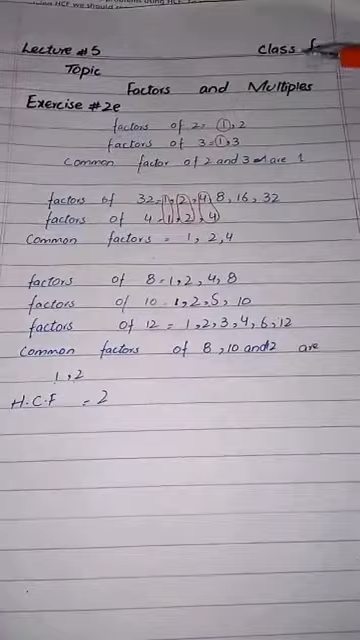 Lecture #5
Class
Topic
Factors and Multiples
Exercise #2e
factors of 2 = 1, 2
factors of 3 = 1, 3
Common factor of 2 and 3 are 1
factors of 32 = 1, 2, 4, 8, 16, 32
factors of 4 = 1, 2, 4
Common factors = 1, 2, 4
factors of 8 = 1, 2, 4, 8
factors of 10 = 1, 2, 5, 10
factors of 12 = 1, 2, 3, 4, 6, 12
Common factors of 8, 10 and 12 are
1, 2
H.C.F = 2